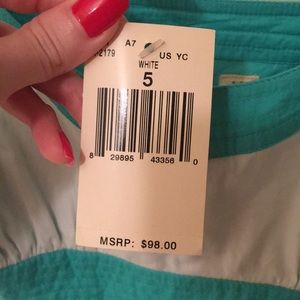 A7 US YC
2179
WHITE
5
8 29895 43356 0
MSRP: $98.00